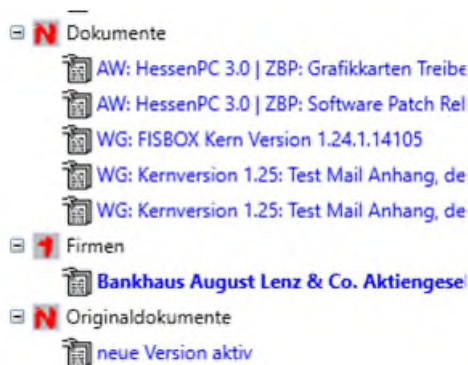 Dokumente
AW: HessenPC 3.0 | ZBP: Grafikkarten Treibe
AW: HessenPC 3.0 | ZBP: Software Patch Rel
WG: FISBOX Kern Version 1.24.1.14105
WG: Kernversion 1.25: Test Mail Anhang, de
WG: Kernversion 1.25: Test Mail Anhang, de
Firmen
Bankhaus August Lenz & Co. Aktiengesel
Originaldokumente
neue Version aktiv